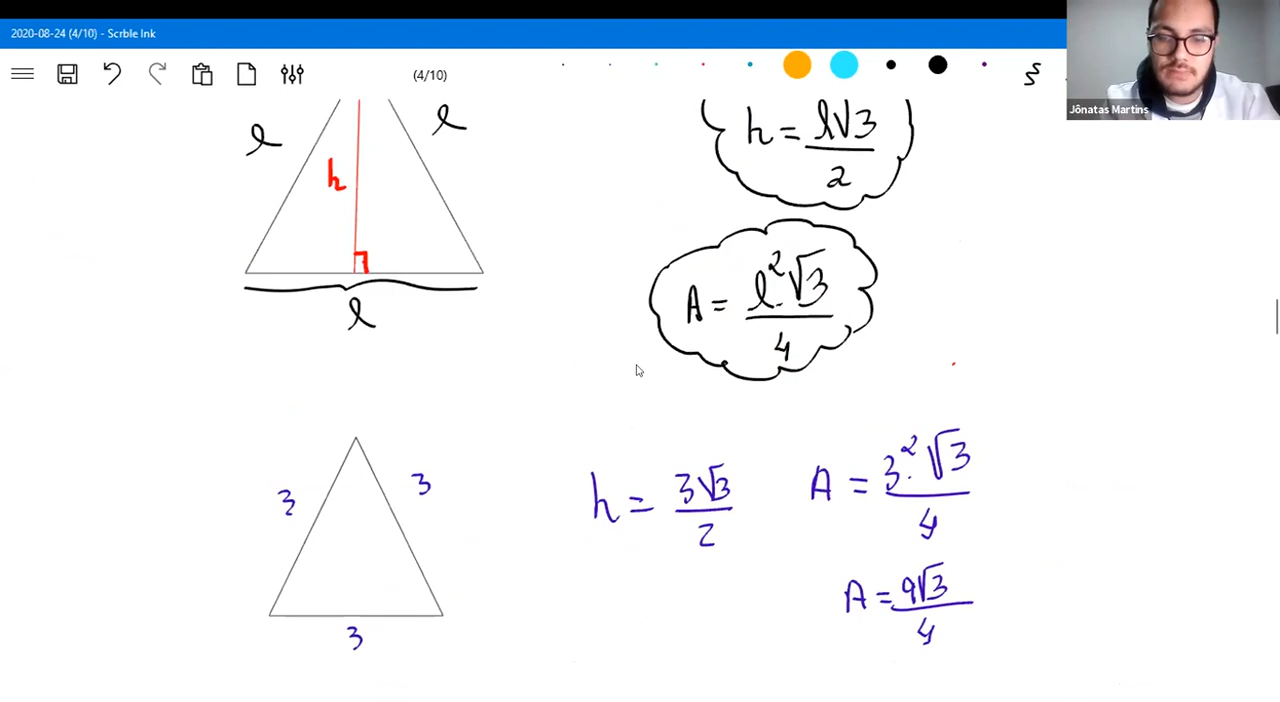 2020-08-24 (4/10) - Scrble Ink
(4/10)
Jônatas Martins
l
l
h
l
h = l√3 / 2
A = l²·√3 / 4
3
3
3
h = 3√3 / 2
A = 3²·√3 / 4
A = 9√3 / 4